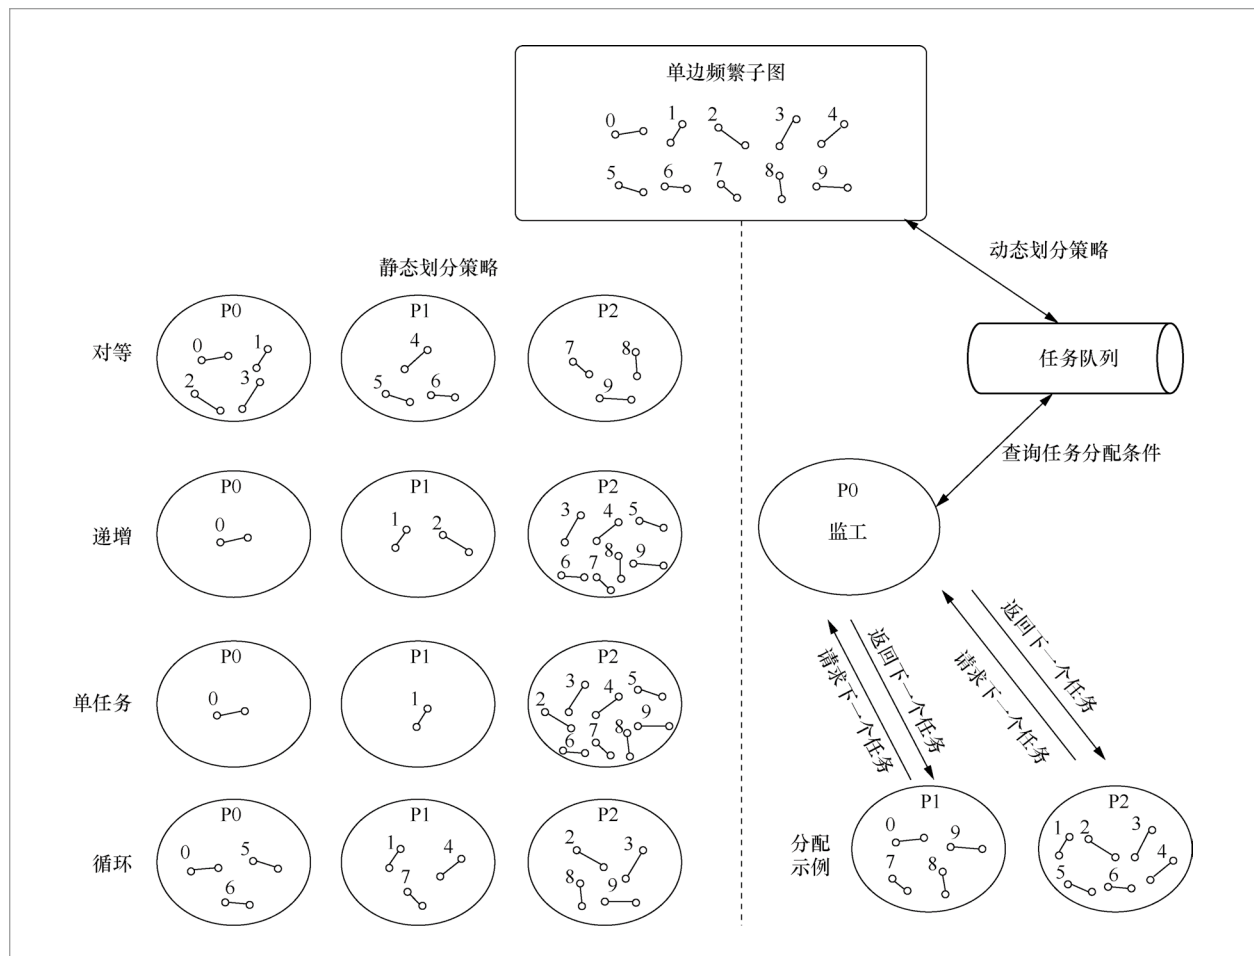 单边频繁子图
0 1 2 3 4
5 6 7 8 9
动态划分策略
静态划分策略
任务队列
查询任务分配条件
对等
P0
0 1
2 3
P1
4
5 6
P2
7 8
9
递增
P0
0
P1
1 2
P2
3 4 5
6 7 8 9
单任务
P0
0
P1
1
P2
2 3 4 5
6 7 8 9
循环
P0
0 5
6
P1
1 4
7
P2
2 3
8 9
P0
监工
请求下一个任务
返回下一个任务
请求下一个任务
返回下一个任务
分配
示例
P1
0 9
7 8
P2
1 2 3
5 6 4